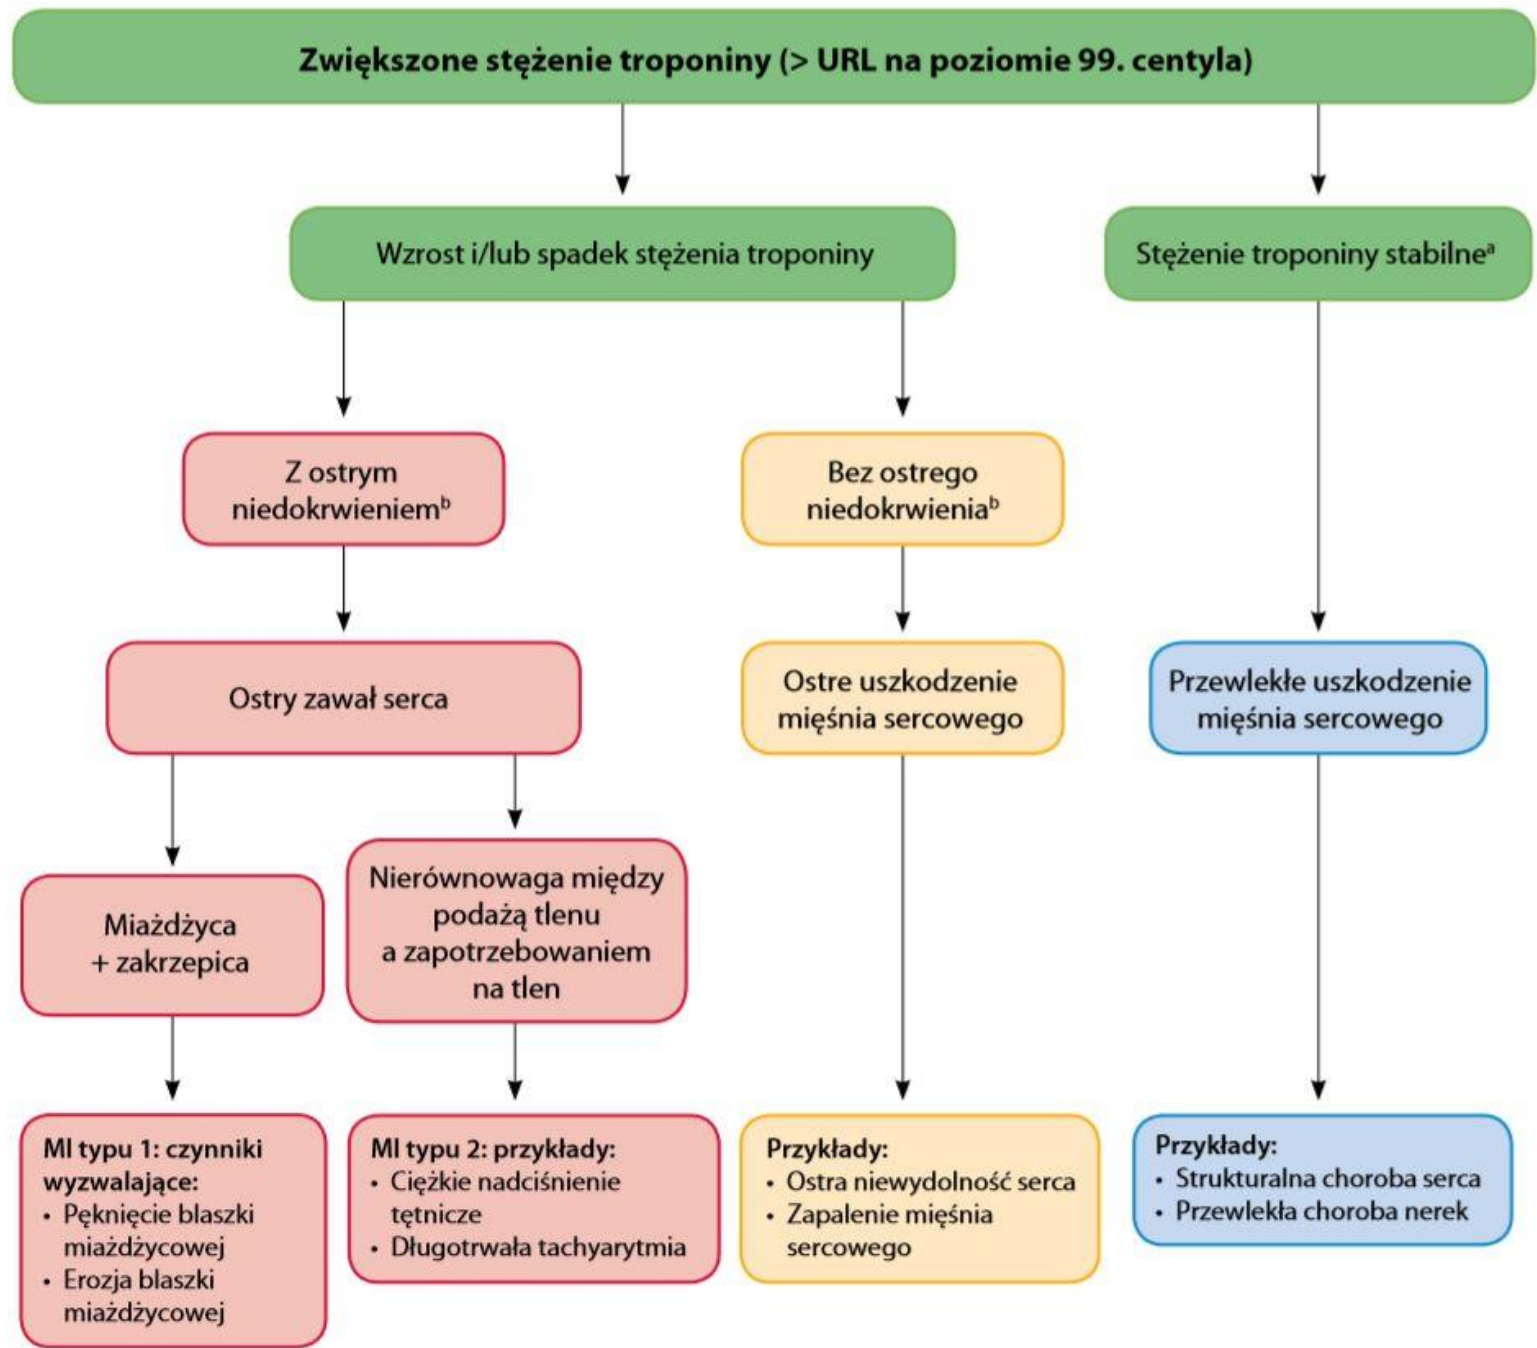 Zwiększone stężenie troponiny (> URL na poziomie 99. centyla)
Wzrost i/lub spadek stężenia troponiny
Stężenie troponiny stabilneᵃ
Z ostrym
niedokrwieniemᵇ
Bez ostrego
niedokrwieniaᵇ
Ostry zawał serca
Ostre uszkodzenie
mięśnia sercowego
Przewlekłe uszkodzenie
mięśnia sercowego
Miażdżyca
+ zakrzepica
Nierównowaga między
podażą tlenu
a zapotrzebowaniem
na tlen
MI typu 1: czynniki
wyzwalające:
• Pęknięcie blaszki
miażdżycowej
• Erozja blaszki
miażdżycowej
MI typu 2: przykłady:
• Ciężkie nadciśnienie
tętnicze
• Długotrwała tachyarytmia
Przykłady:
• Ostra niewydolność serca
• Zapalenie mięśnia
sercowego
Przykłady:
• Strukturalna choroba serca
• Przewlekła choroba nerek